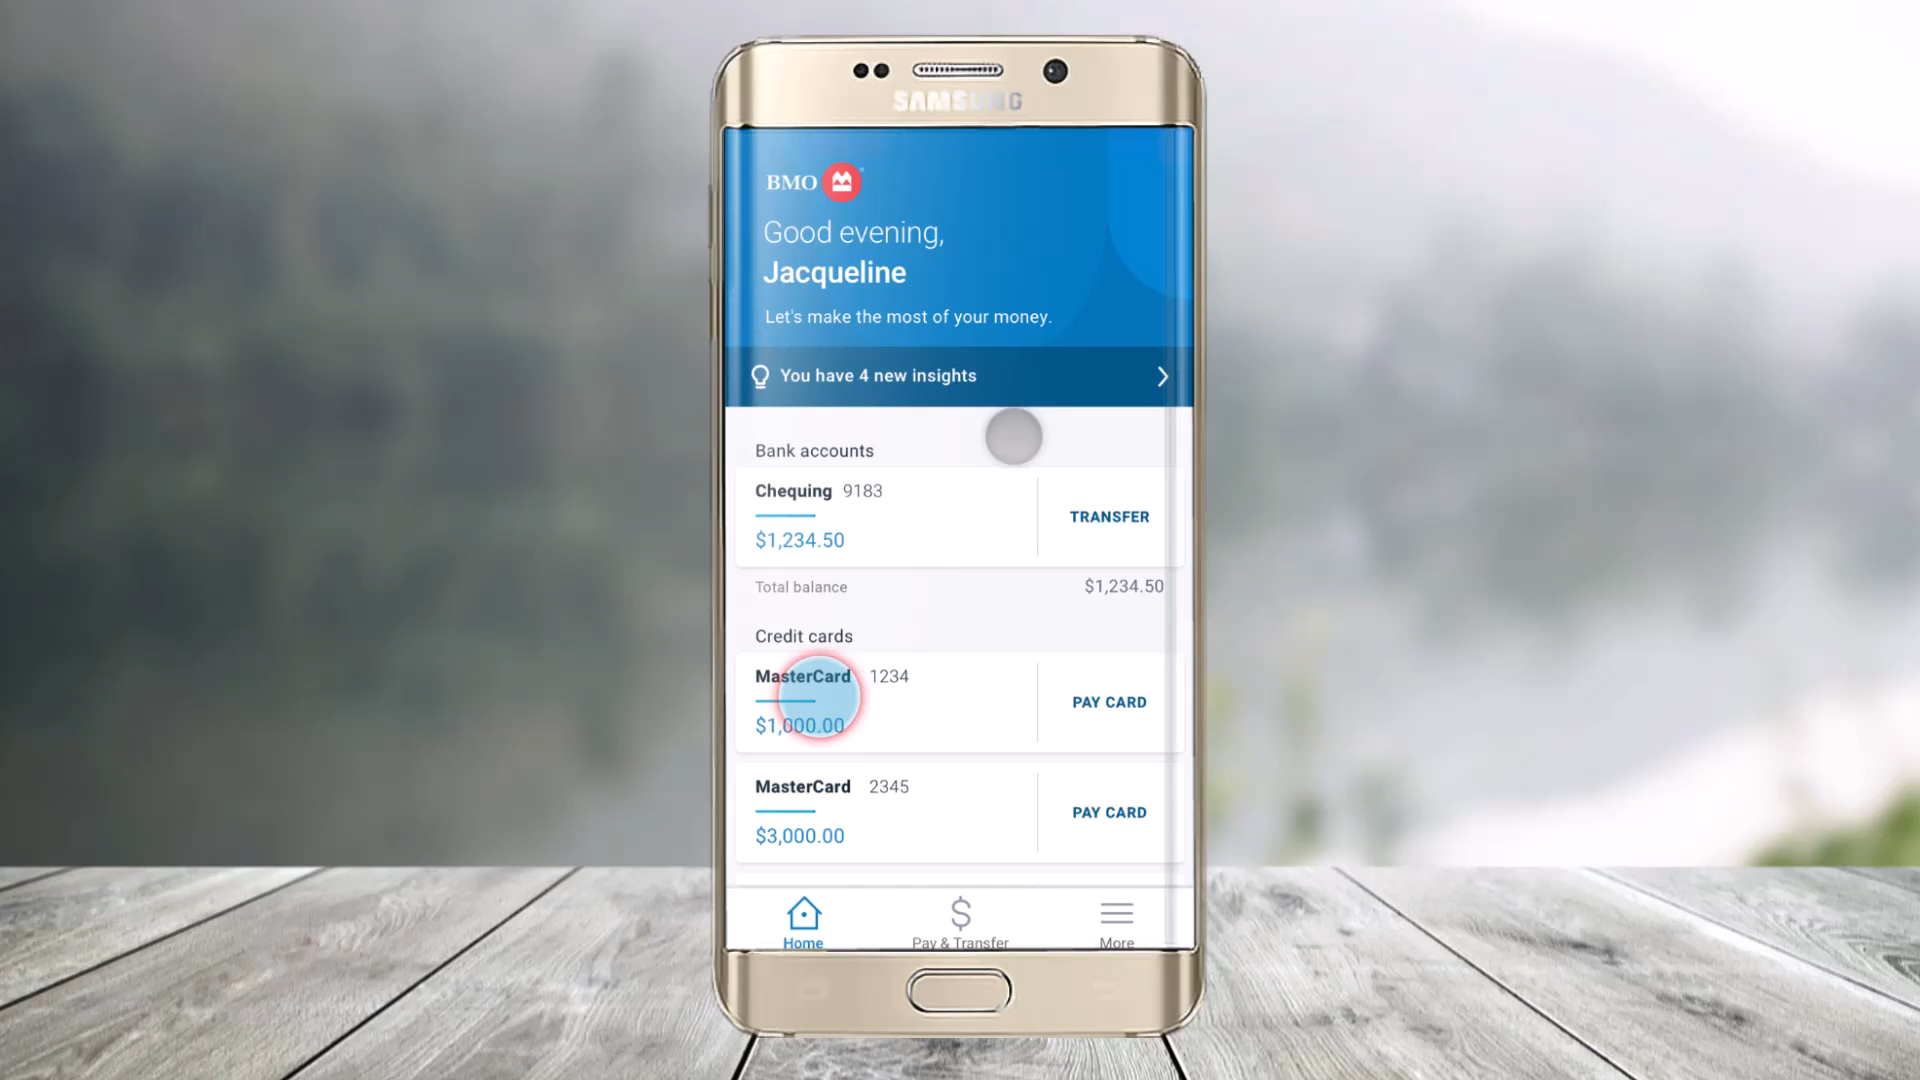 SAMSUNG
BMO
Good evening,
Jacqueline
Let's make the most of your money.
You have 4 new insights
Bank accounts
Chequing 9183
TRANSFER
$1,234.50
Total balance $1,234.50
Credit cards
MasterCard 1234
PAY CARD
$1,000.00
MasterCard 2345
PAY CARD
$3,000.00
Home Pay & Transfer More